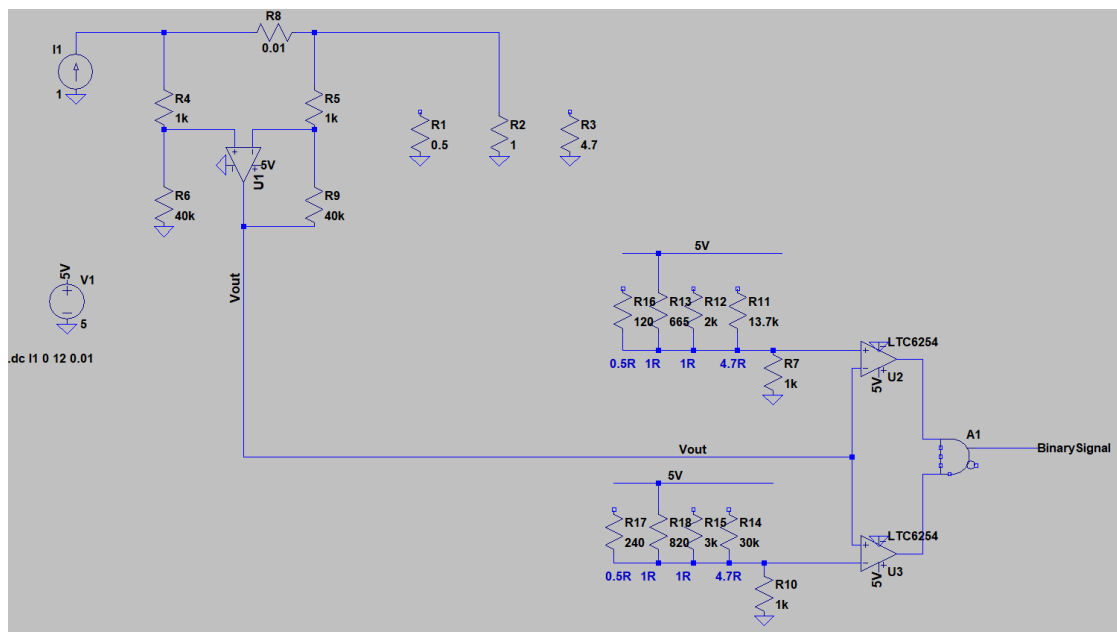 R8
0.01
I1
1
R4
1k
R5
1k
R1
0.5
R2
1
R3
4.7
5V
U1
R6
40k
R9
40k
5V
V1
5
Vout
.dc I1 0 12 0.01
5V
R16
120
R13
665
R12
2k
R11
13.7k
0.5R
1R
1R
4.7R
R7
1k
LTC6254
5V
U2
A1
BinarySignal
Vout
5V
R17
240
R18
820
R15
3k
R14
30k
0.5R
1R
1R
4.7R
R10
1k
LTC6254
5V
U3